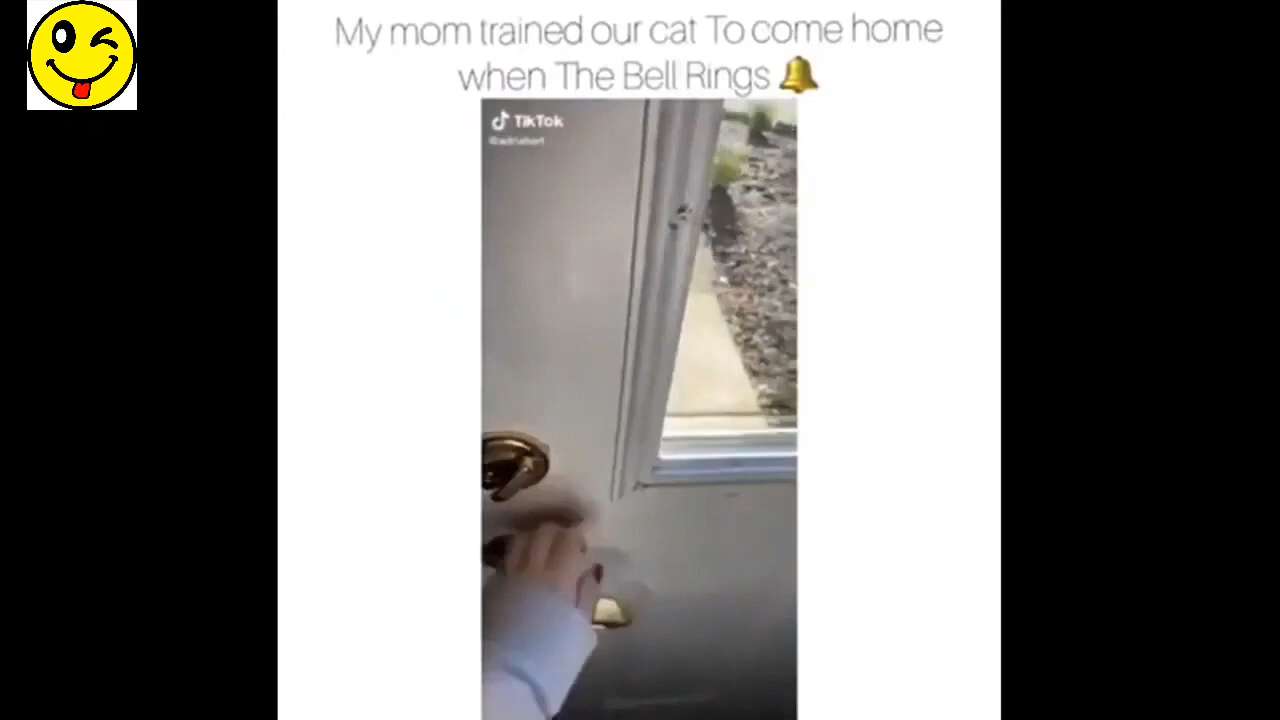 My mom trained our cat To come home
when The Bell Rings 🔔
TikTok